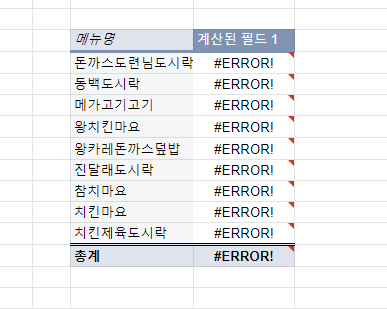 메뉴명 계산된 필드 1
돈까스도련님도시락 #ERROR!
동백도시락 #ERROR!
메가고기고기 #ERROR!
왕치킨마요 #ERROR!
왕카레돈까스덮밥 #ERROR!
진달래도시락 #ERROR!
참치마요 #ERROR!
치킨마요 #ERROR!
치킨제육도시락 #ERROR!
총계 #ERROR!